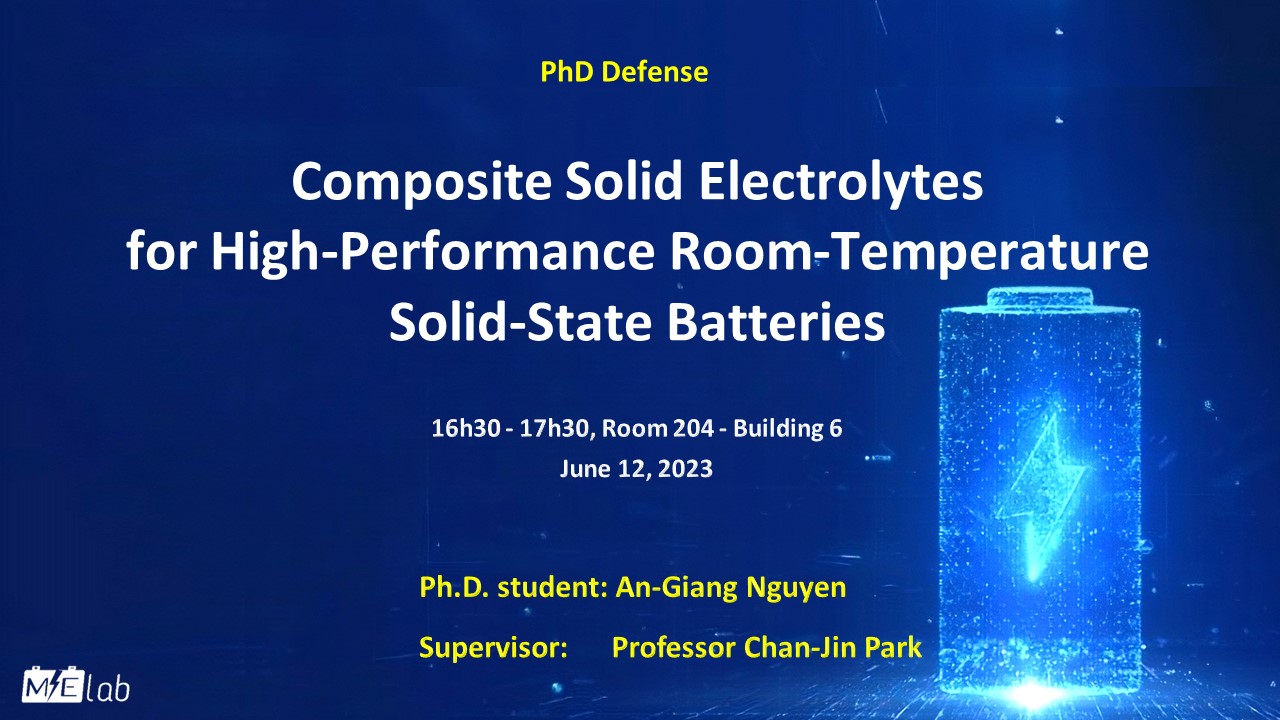 PhD Defense
Composite Solid Electrolytes
for High-Performance Room-Temperature
Solid-State Batteries
16h30 - 17h30, Room 204 - Building 6
June 12, 2023
Ph.D. student: An-Giang Nguyen
Supervisor: Professor Chan-Jin Park
MElab